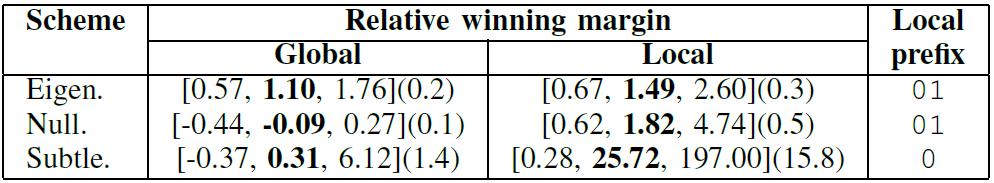 Scheme Relative winning margin Local
Global Local prefix
Eigen. [0.57, 1.10, 1.76](0.2) [0.67, 1.49, 2.60](0.3) 01
Null. [-0.44, -0.09, 0.27](0.1) [0.62, 1.82, 4.74](0.5) 01
Subtle. [-0.37, 0.31, 6.12](1.4) [0.28, 25.72, 197.00](15.8) 0